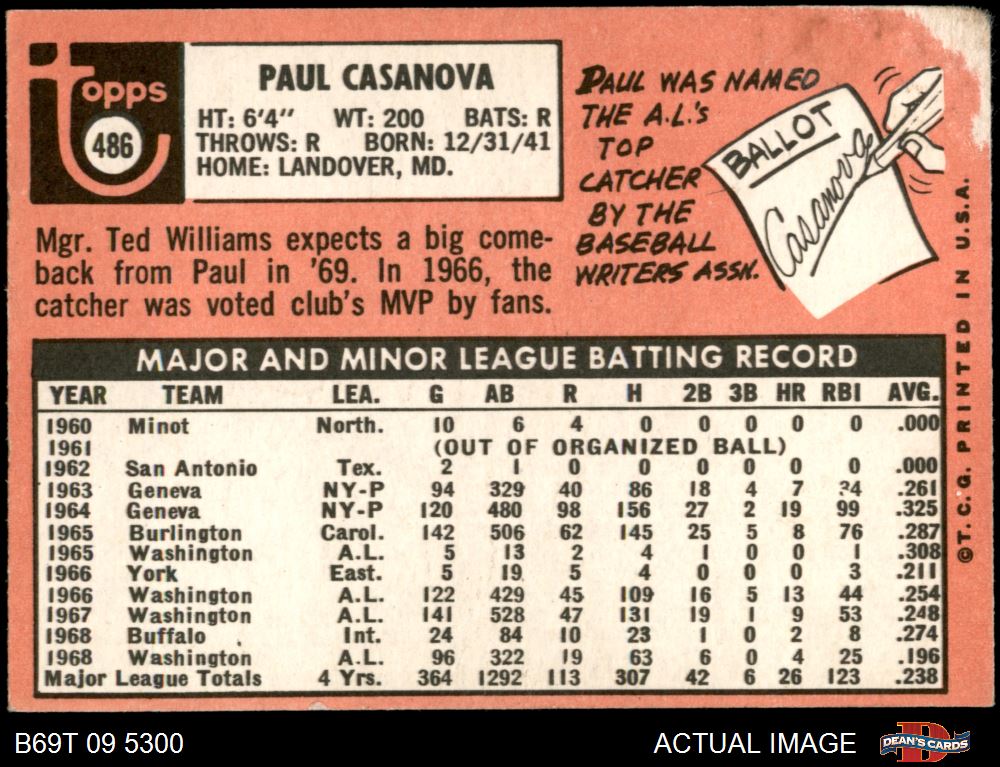 Topps
486
PAUL CASANOVA
HT: 6'4" WT: 200 BATS: R
THROWS: R BORN: 12/31/41
HOME: LANDOVER, MD.
PAUL WAS NAMED
THE A.L.'S
TOP
CATCHER
BY THE
BASEBALL
WRITERS ASSN.
BALLOT
Casanova
Mgr. Ted Williams expects a big come-
back from Paul in '69. In 1966, the
catcher was voted club's MVP by fans.
MAJOR AND MINOR LEAGUE BATTING RECORD
YEAR TEAM LEA. G AB R H 2B 3B HR RBI AVG.
1960 Minot North. 10 6 4 0 0 0 0 0 .000
1961 (OUT OF ORGANIZED BALL)
1962 San Antonio Tex. 2 1 0 0 0 0 0 0 .000
1963 Geneva NY-P 94 329 40 86 18 4 7 34 .261
1964 Geneva NY-P 120 480 98 156 27 2 19 99 .325
1965 Burlington Carol. 142 506 62 145 25 5 8 76 .287
1965 Washington A.L. 5 13 2 4 1 0 0 1 .308
1966 York East. 5 19 5 4 0 0 0 3 .211
1966 Washington A.L. 122 429 45 109 16 5 13 44 .254
1967 Washington A.L. 141 528 47 131 19 1 9 53 .248
1968 Buffalo Int. 24 84 10 23 1 0 2 8 .274
1968 Washington A.L. 96 322 19 63 6 0 4 25 .196
Major League Totals 4 Yrs. 364 1292 113 307 42 6 26 123 .238
©T.C.G. PRINTED IN U.S.A.
B69T 09 5300
ACTUAL IMAGE
D
DEAN'S CARDS